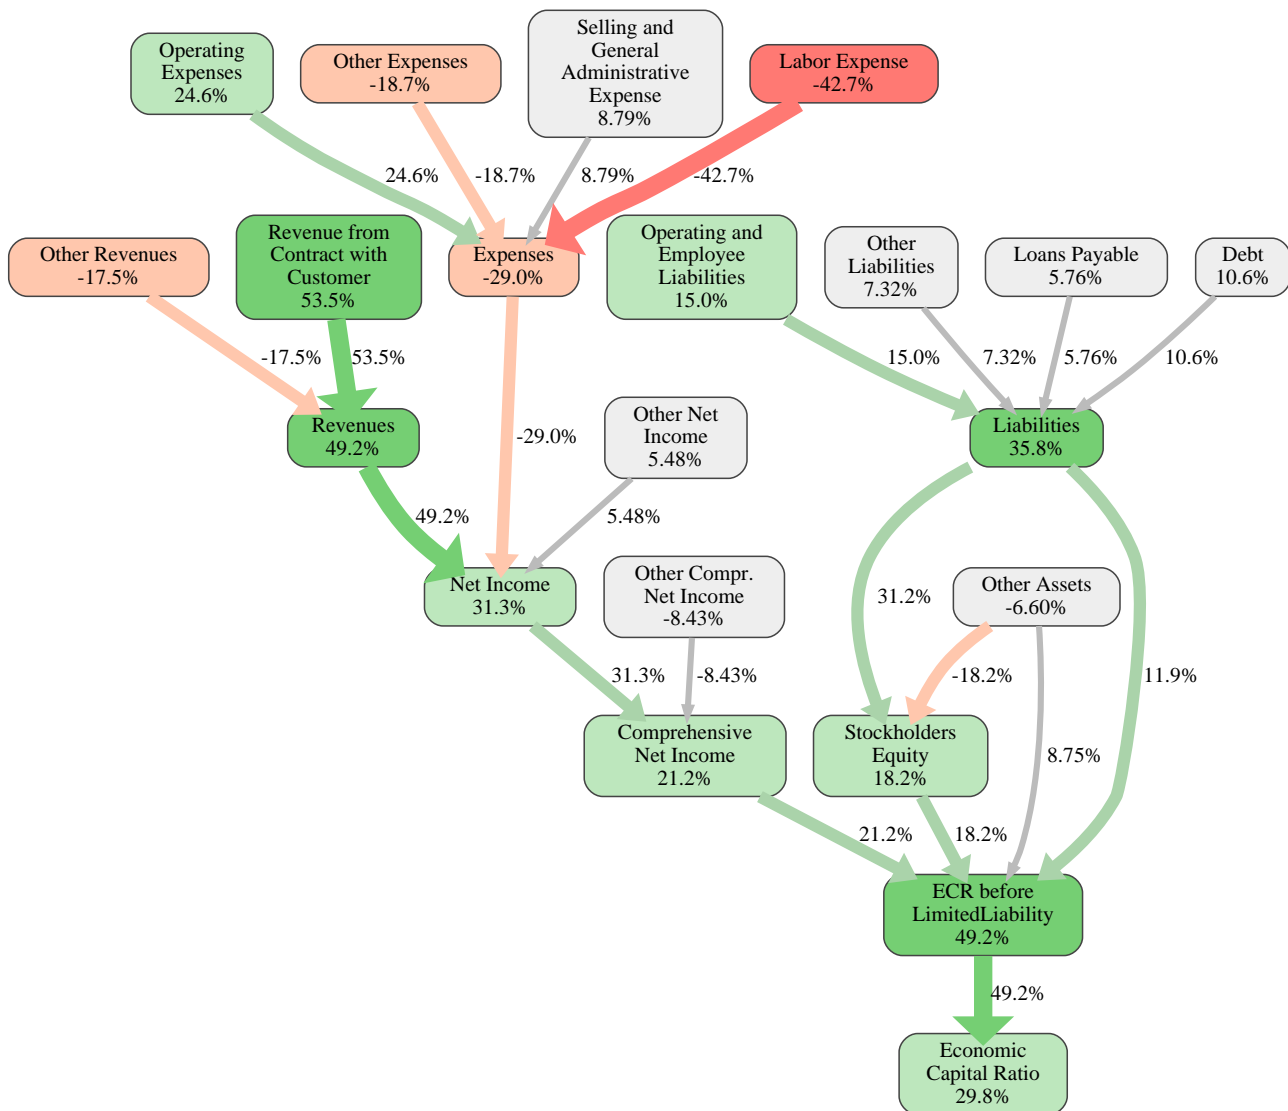 Operating
Expenses
24.6%
Other Expenses
-18.7%
Selling and
General
Administrative
Expense
8.79%
Labor Expense
-42.7%
24.6%
-18.7%
8.79%
-42.7%
Other Revenues
-17.5%
Revenue from
Contract with
Customer
53.5%
Expenses
-29.0%
Operating and
Employee
Liabilities
15.0%
Other
Liabilities
7.32%
Loans Payable
5.76%
Debt
10.6%
-17.5%
53.5%
15.0%
7.32%
5.76%
10.6%
Revenues
49.2%
-29.0%
Other Net
Income
5.48%
Liabilities
35.8%
49.2%
5.48%
Net Income
31.3%
Other Compr.
Net Income
-8.43%
31.2%
Other Assets
-6.60%
31.3%
-8.43%
-18.2%
11.9%
Comprehensive
Net Income
21.2%
Stockholders
Equity
18.2%
8.75%
21.2%
18.2%
ECR before
LimitedLiability
49.2%
49.2%
Economic
Capital Ratio
29.8%